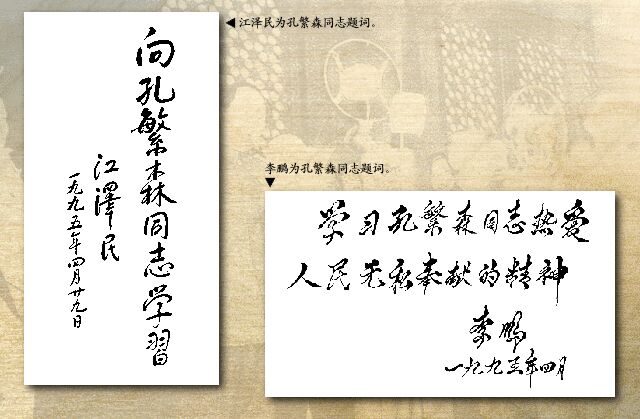 江泽民为孔繁森同志题词。
向孔繁森同志学習
江澤民
一九九五年四月廿九日
李鹏为孔繁森同志题词。
学习孔繁森同志热爱
人民无私奉献的精神
李鹏
一九九五年四月